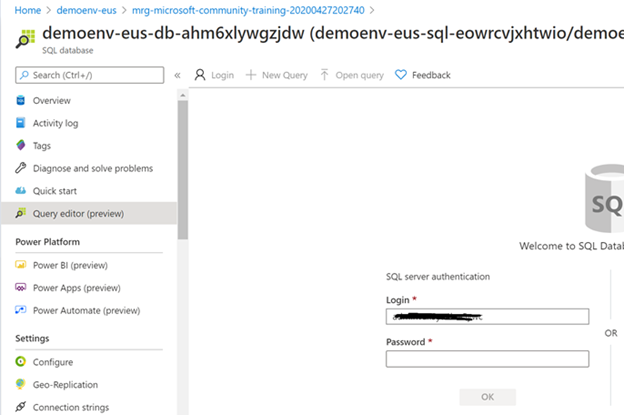 Home > demoenv-eus > mrg-microsoft-community-training-20200427202740 >
demoenv-eus-db-ahm6xlywgzjdw (demoenv-eus-sql-eowrcvjxhtwio/demoe
SQL database
Search (Ctrl+/)
«
Login
New Query
Open query
Feedback
Overview
Activity log
Tags
Diagnose and solve problems
Quick start
Query editor (preview)
Power Platform
Power BI (preview)
Power Apps (preview)
Power Automate (preview)
Settings
Configure
Geo-Replication
Connection strings
SQ
Welcome to SQL Datab
SQL server authentication
Login *
OR
Password *
OK